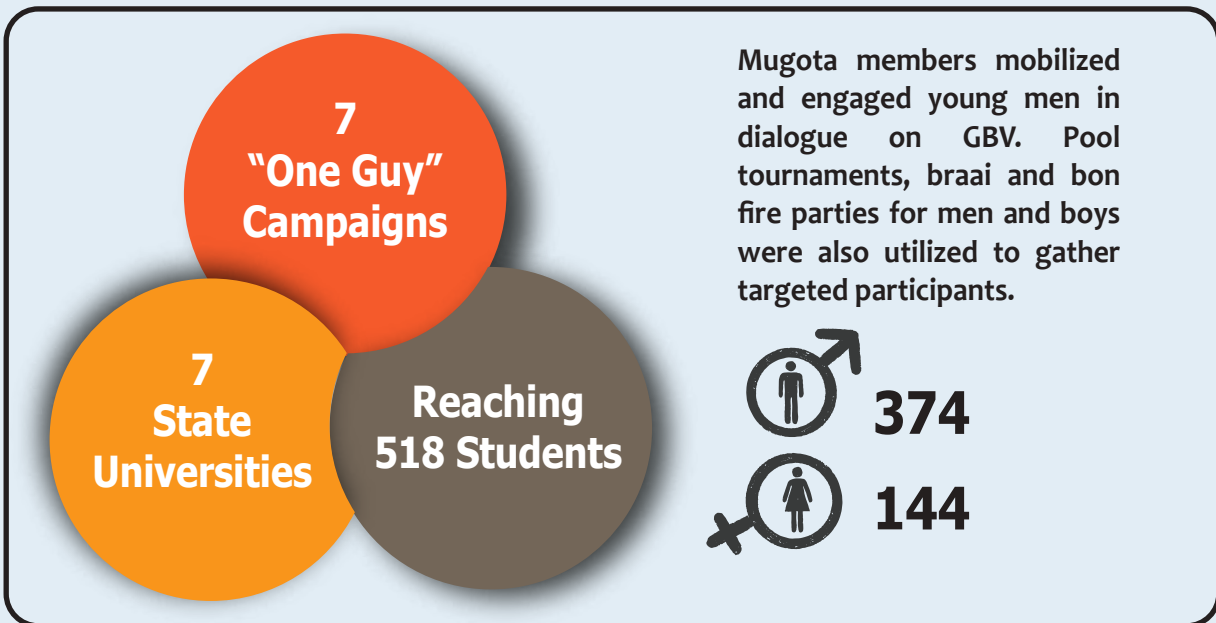 7
“One Guy”
Campaigns
7
State
Universities
Reaching
518 Students
Mugota members mobilized
and engaged young men in
dialogue on GBV. Pool
tournaments, braai and bon
fire parties for men and boys
were also utilized to gather
targeted participants.
374
144